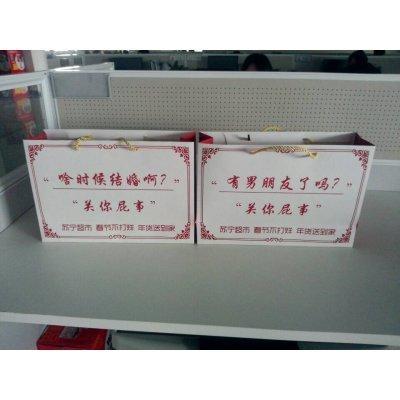 “啥时候结婚啊?”
“关你屁事”
苏宁超市 春节不打烊 年货送到家
“有男朋友了吗?”
“关你屁事”
苏宁超市 春节不打烊 年货送到家